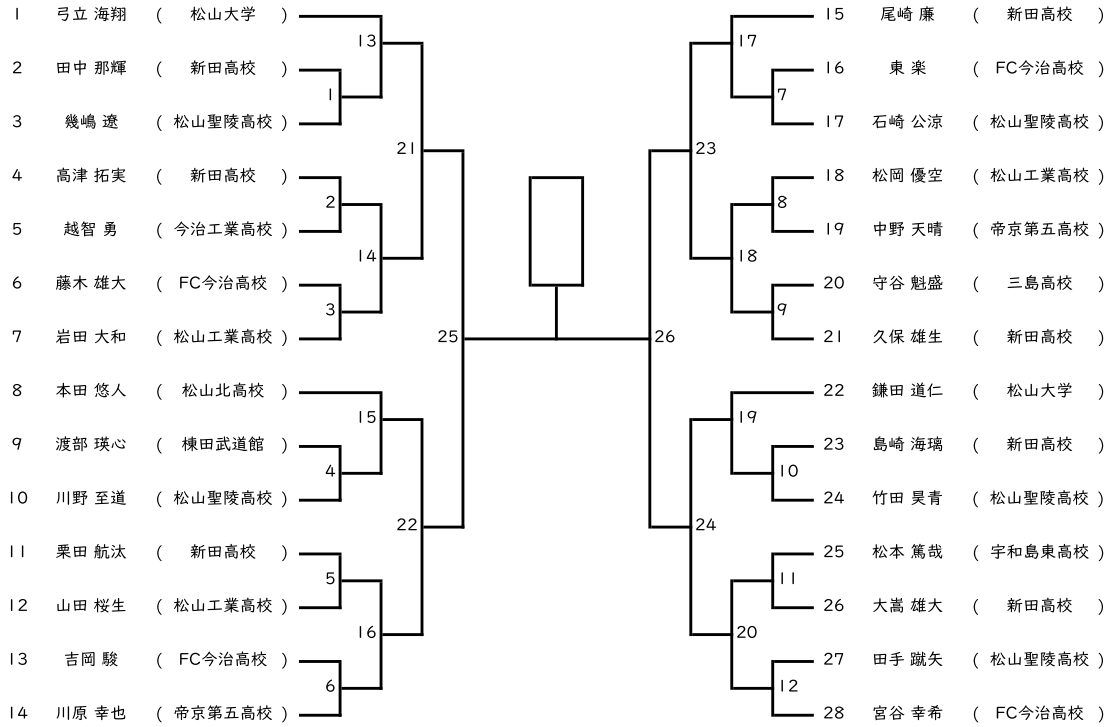 1 弓立 海翔 ( 松山大学 )
2 田中 那輝 ( 新田高校 )
3 幾嶋 遼 ( 松山聖陵高校 )
4 高津 拓実 ( 新田高校 )
5 越智 勇 ( 今治工業高校 )
6 藤木 雄大 ( FC今治高校 )
7 岩田 大和 ( 松山工業高校 )
8 本田 悠人 ( 松山北高校 )
9 渡部 瑛心 ( 棟田武道館 )
10 川野 至道 ( 松山聖陵高校 )
11 栗田 航汰 ( 新田高校 )
12 山田 桜生 ( 松山工業高校 )
13 吉岡 駿 ( FC今治高校 )
14 川原 幸也 ( 帝京第五高校 )
13
1
21
2
14
3
25
15
4
22
5
16
6
17
7
23
8
18
9
26
19
10
24
11
20
12
15 尾崎 廉 ( 新田高校 )
16 東 楽 ( FC今治高校 )
17 石崎 公涼 ( 松山聖陵高校 )
18 松岡 優空 ( 松山工業高校 )
19 中野 天晴 ( 帝京第五高校 )
20 守谷 魁盛 ( 三島高校 )
21 久保 雄生 ( 新田高校 )
22 鎌田 道仁 ( 松山大学 )
23 島崎 海璃 ( 新田高校 )
24 竹田 昊青 ( 松山聖陵高校 )
25 松本 篤哉 ( 宇和島東高校 )
26 大嵩 雄大 ( 新田高校 )
27 田手 蹴矢 ( 松山聖陵高校 )
28 宮谷 幸希 ( FC今治高校 )